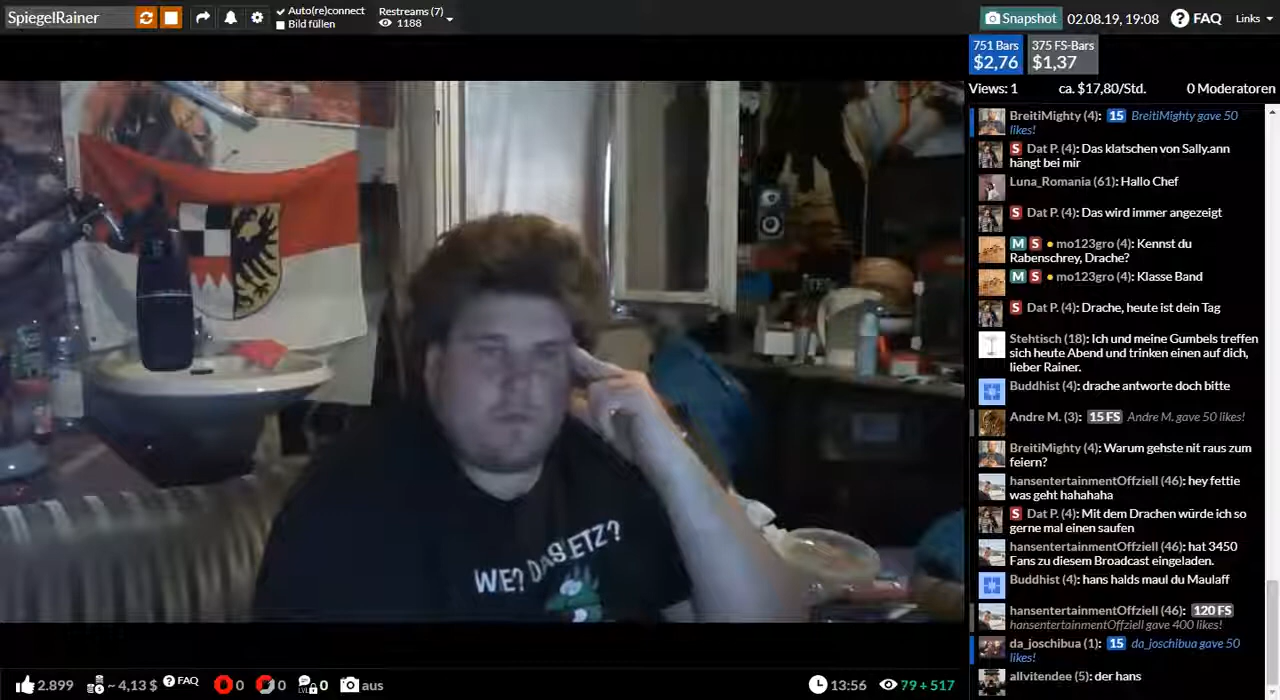 SpiegelRainer
Auto(re)connect
Bild füllen
Restreams (7)
1188
Snapshot
02.08.19, 19:08
FAQ
Links
751 Bars
$2,76
375 FS-Bars
$1,37
Views: 1
ca. $17,80/Std.
0 Moderatoren
BreitiMighty (4): 15 BreitiMighty gave 50
likes!
S Dat P. (4): Das klatschen von Sally.ann
hängt bei mir
Luna_Romania (61): Hallo Chef
S Dat P. (4): Das wird immer angezeigt
M S mo123gro (4): Kennst du
Rabenschrey, Drache?
M S mo123gro (4): Klasse Band
S Dat P. (4): Drache, heute ist dein Tag
Stehtisch (18): Ich und meine Gumbels treffen
sich heute Abend und trinken einen auf dich,
lieber Rainer.
Buddhist (4): drache antworte doch bitte
Andre M. (3): 15 FS Andre M. gave 50 likes!
BreitiMighty (4): Warum gehste nit raus zum
feiern?
hansentertainmentOffziell (46): hey fettie
was geht hahahaha
S Dat P. (4): Mit dem Drachen würde ich so
gerne mal einen saufen
hansentertainmentOffziell (46): hat 3450
Fans zu diesem Broadcast eingeladen.
Buddhist (4): hans halds maul du Maulaff
hansentertainmentOffziell (46): 120 FS
hansentertainmentOffziell gave 400 likes!
da_joschibua (1): 15 da_joschibua gave 50
likes!
allvitendee (5): der hans
WE? DAS ETZ?
2.899
~ 4,13 $
FAQ
0
0
LVL
0
aus
13:56
79 + 517